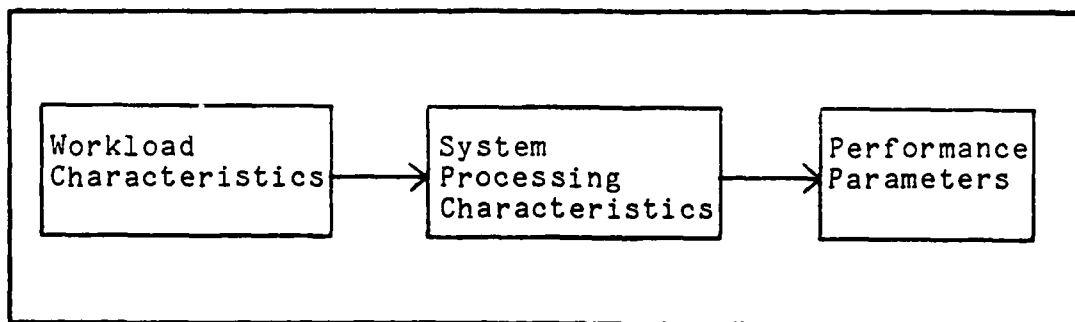 Workload
Characteristics
System
Processing
Characteristics
Performance
Parameters